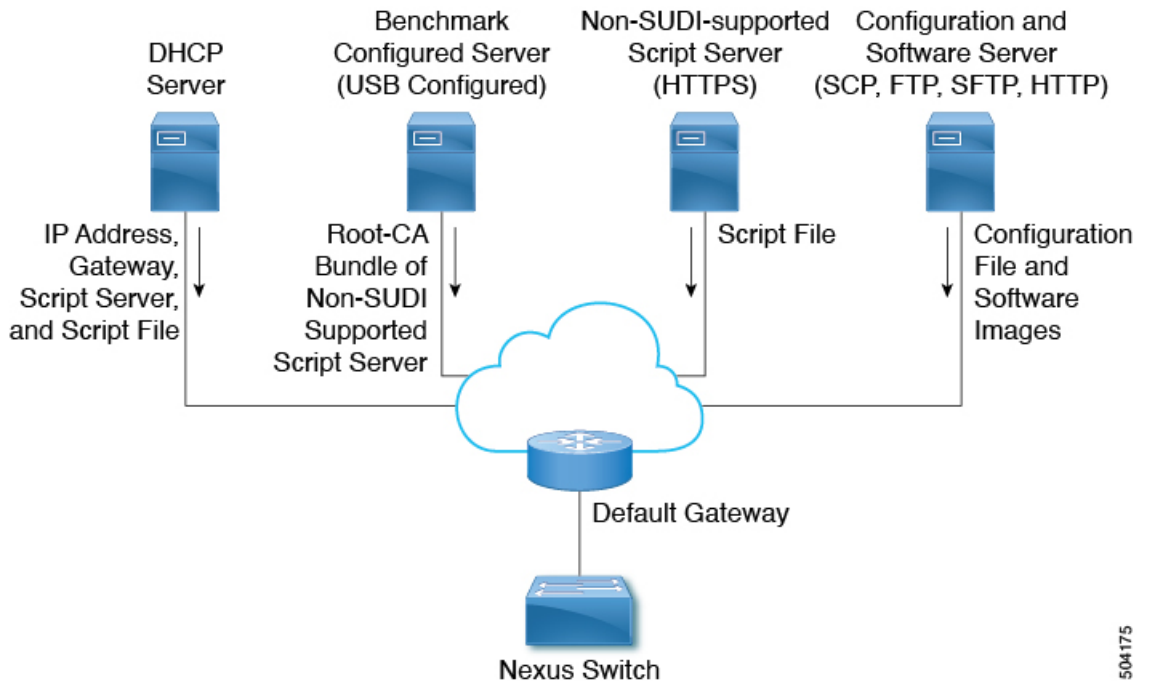 DHCP
Server
Benchmark
Configured Server
(USB Configured)
Non-SUDI-supported
Script Server
(HTTPS)
Configuration and
Software Server
(SCP, FTP, SFTP, HTTP)
IP Address,
Gateway,
Script Server,
and Script File
Root-CA
Bundle of
Non-SUDI
Supported
Script Server
Script File
Configuration
File and
Software
Images
Default Gateway
Nexus Switch
504175